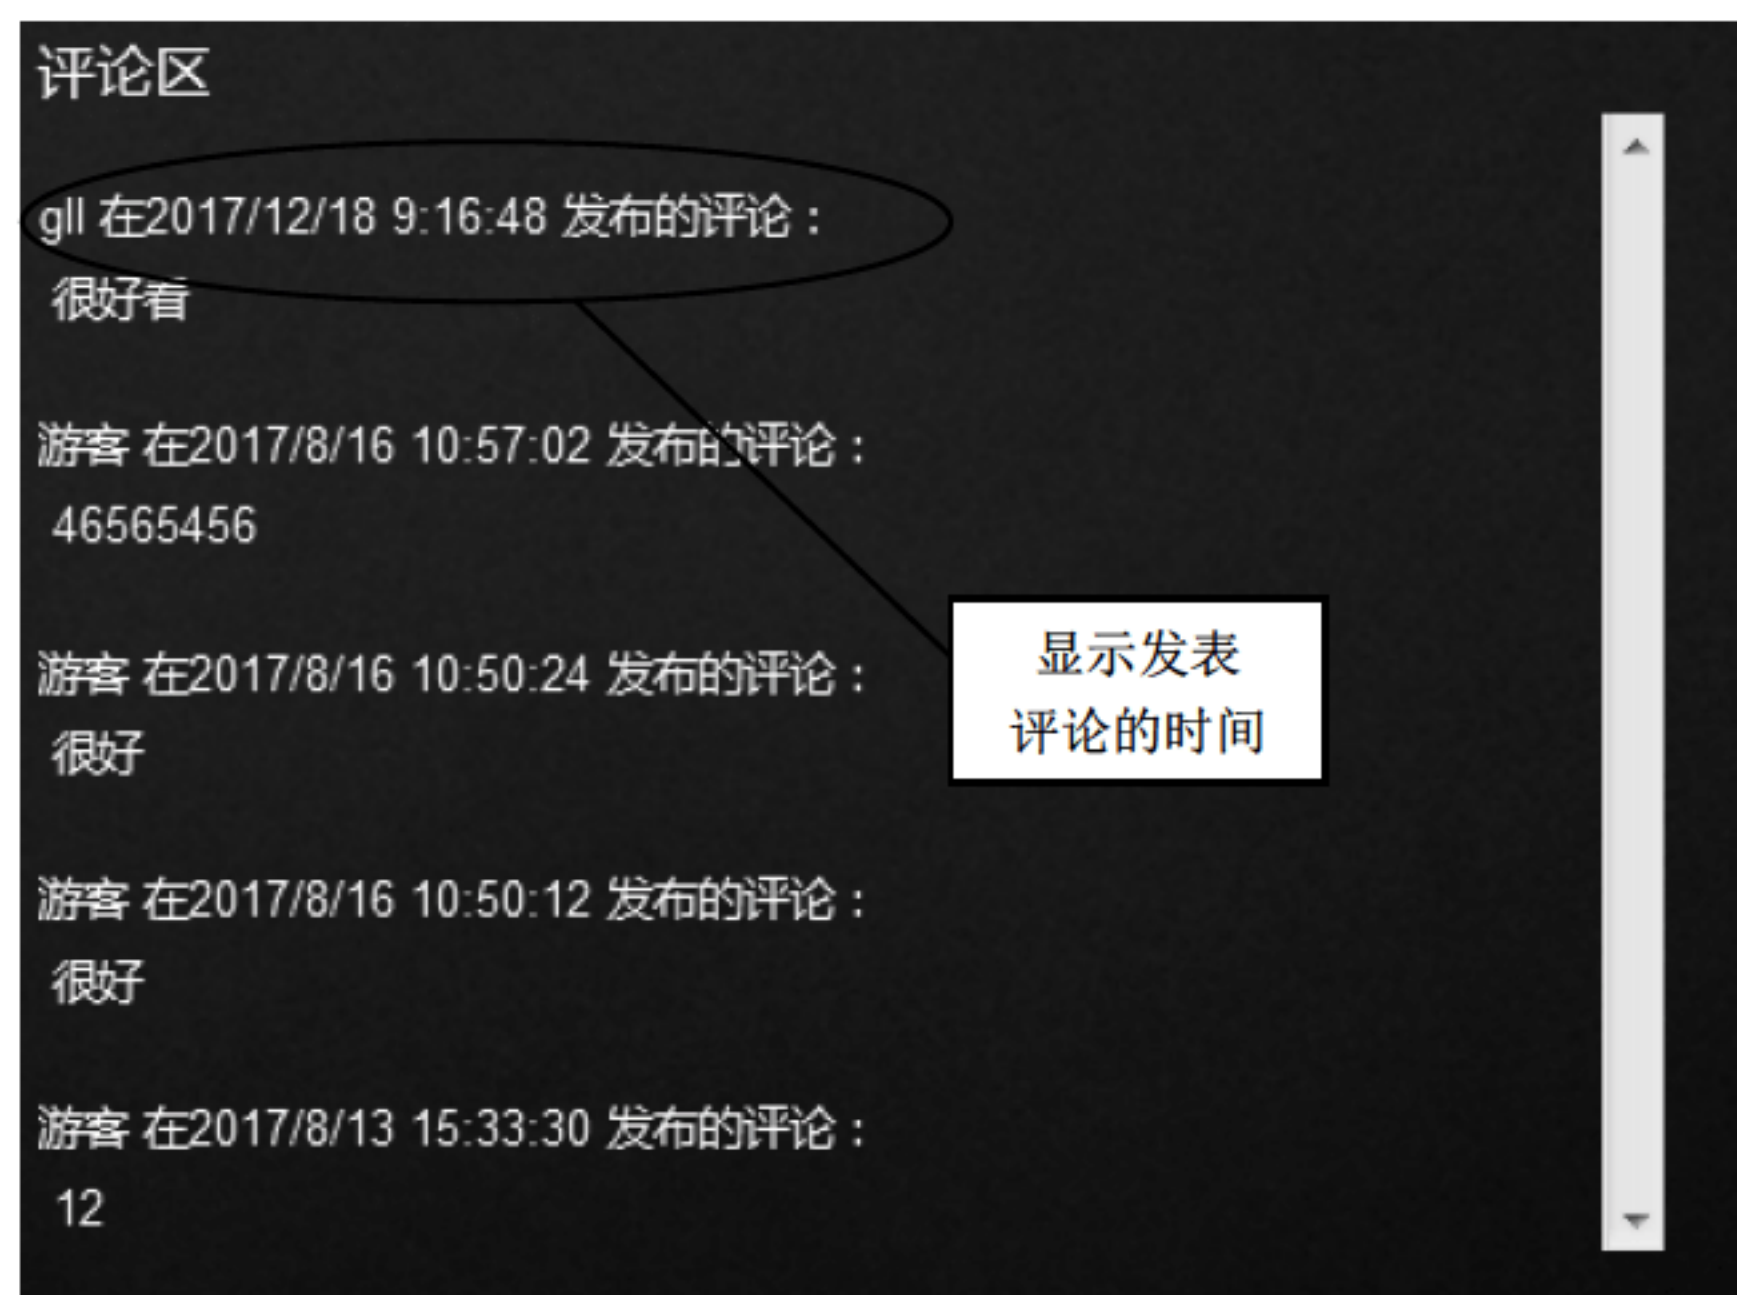 评论区
gll 在2017/12/18 9:16:48 发布的评论：
很好看
游客 在2017/8/16 10:57:02 发布的评论：
46565456
游客 在2017/8/16 10:50:24 发布的评论：
很好
显示发表
评论的时间
游客 在2017/8/16 10:50:12 发布的评论：
很好
游客 在2017/8/13 15:33:30 发布的评论：
12